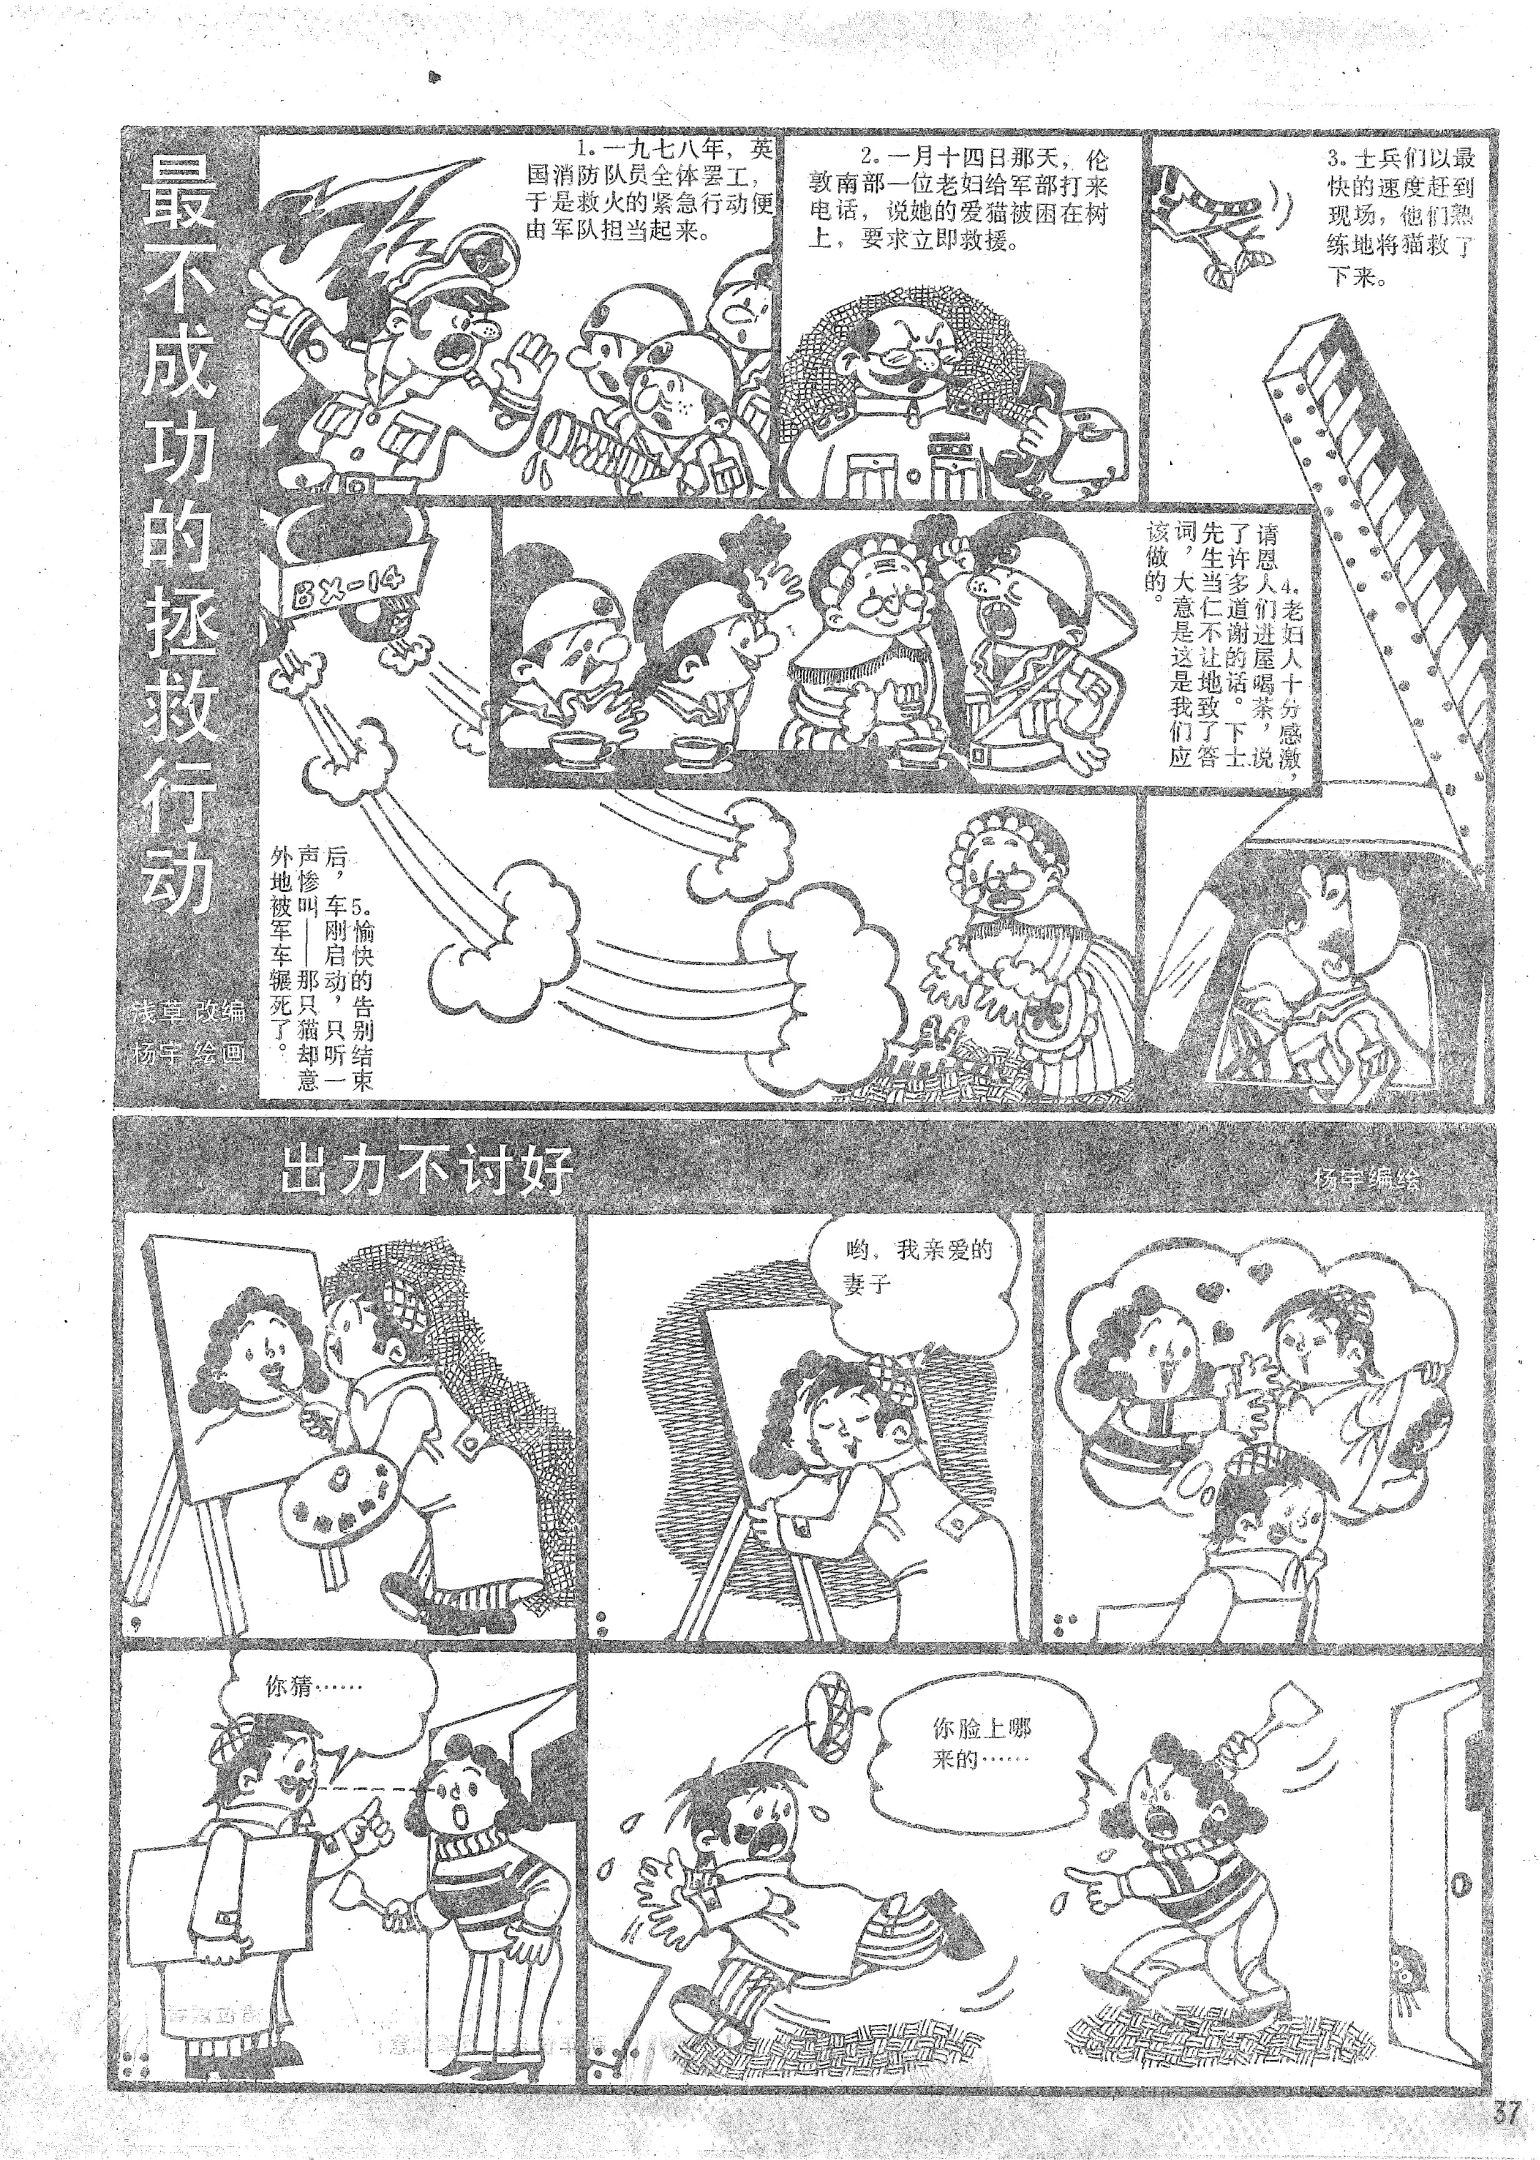 最不成功的拯救行动
浅草 改编
杨宇 绘画
1. 一九七八年，英
国消防队员全体罢工，
于是救火的紧急行动便
由军队担当起来。
2. 一月十四日那天，伦
敦南部一位老妇给军部打来
电话，说她的爱猫被困在树
上，要求立即救援。
3. 士兵们以最
快的速度赶到
现场，他们熟
练地将猫救了
下来。
4. 老妇人十分感激，
请恩人们进屋喝茶，说
了许多道谢的话。下士
先生当仁不让地致了答
词，大意是这是我们应
该做的。
BX-14
5. 愉快的告别结束
后，车刚启动，只听一
声惨叫——那只猫却意
外地被军车辗死了。
出力不讨好
杨宇编绘
哟，我亲爱的
妻子
你猜……
你脸上哪
来的……
37